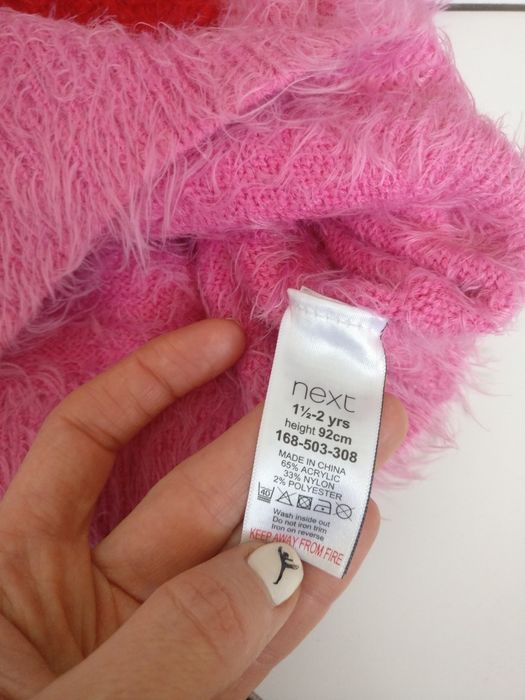 next
1½-2 yrs
height 92cm
168-503-308
MADE IN CHINA
65% ACRYLIC
33% NYLON
2% POLYESTER
40
Wash inside out
Do not iron trim
Iron on reverse
KEEP AWAY FROM FIRE